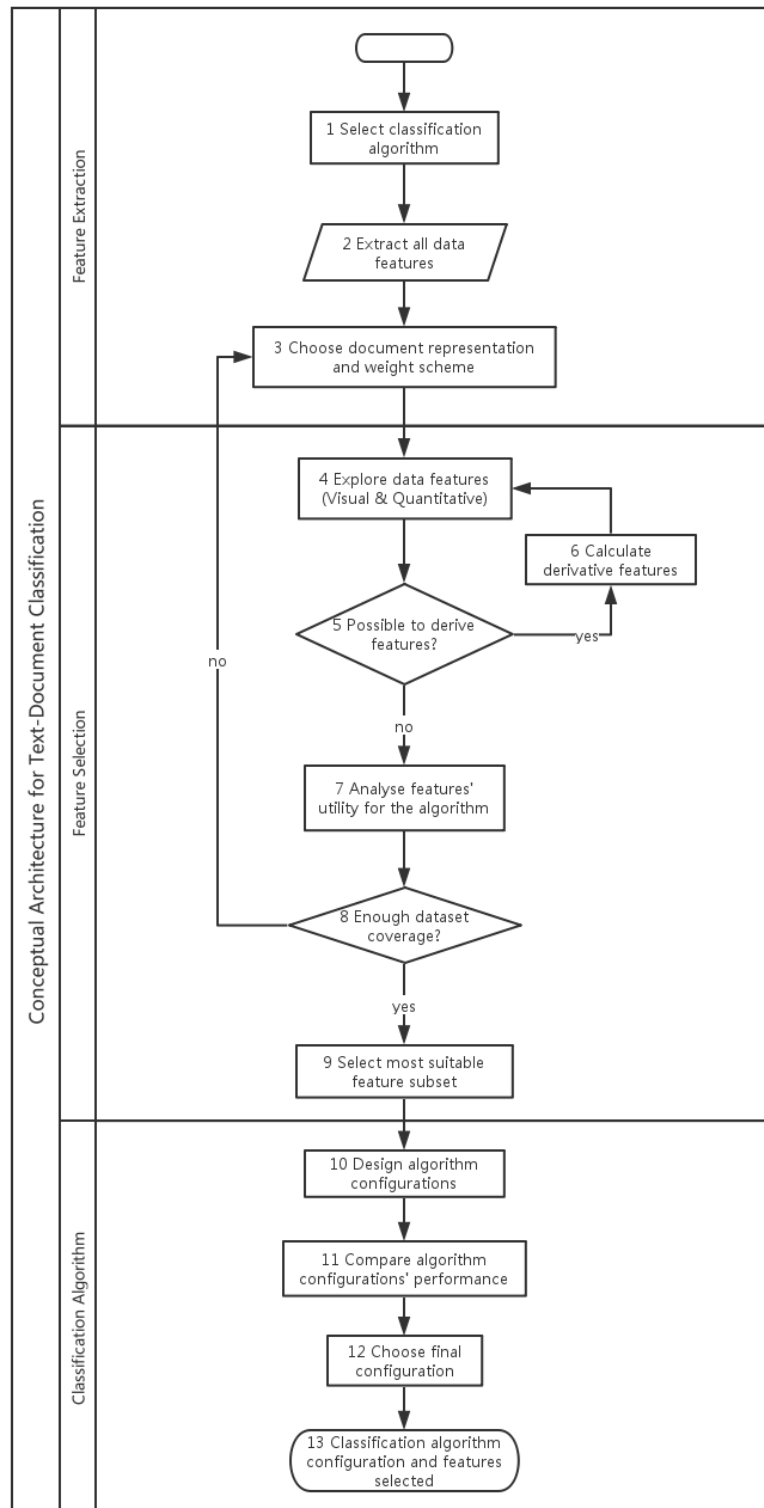 Conceptual Architecture for Text-Document Classification
Feature Extraction
1 Select classification
algorithm
2 Extract all data
features
3 Choose document representation
and weight scheme
Feature Selection
4 Explore data features
(Visual & Quantitative)
6 Calculate
derivative features
5 Possible to derive
features?
yes
no
no
7 Analyse features'
utility for the algorithm
8 Enough dataset
coverage?
yes
9 Select most suitable
feature subset
Classification Algorithm
10 Design algorithm
configurations
11 Compare algorithm
configurations' performance
12 Choose final
configuration
13 Classification algorithm
configuration and features
selected